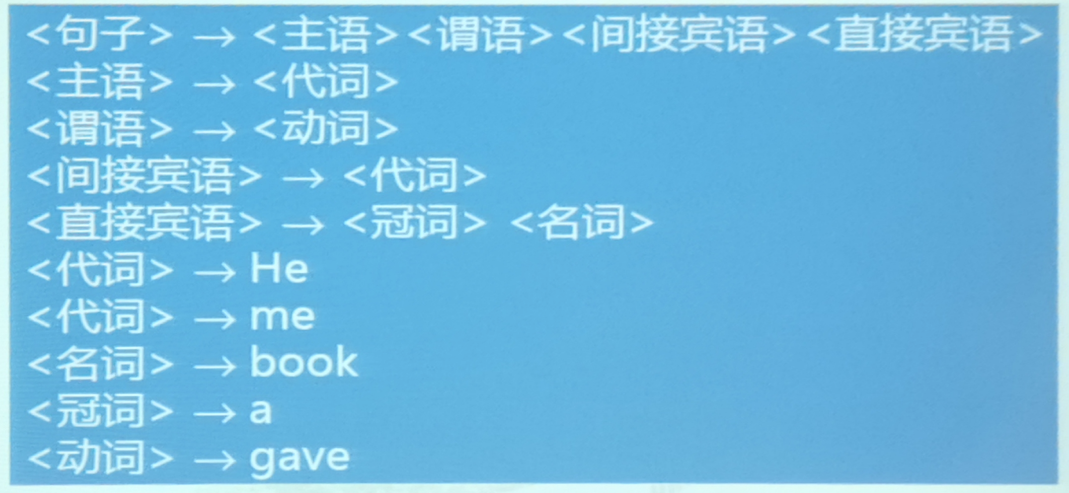 <句子> → <主语><谓语><间接宾语><直接宾语>
<主语> → <代词>
<谓语> → <动词>
<间接宾语> → <代词>
<直接宾语> → <冠词> <名词>
<代词> → He
<代词> → me
<名词> → book
<冠词> → a
<动词> → gave